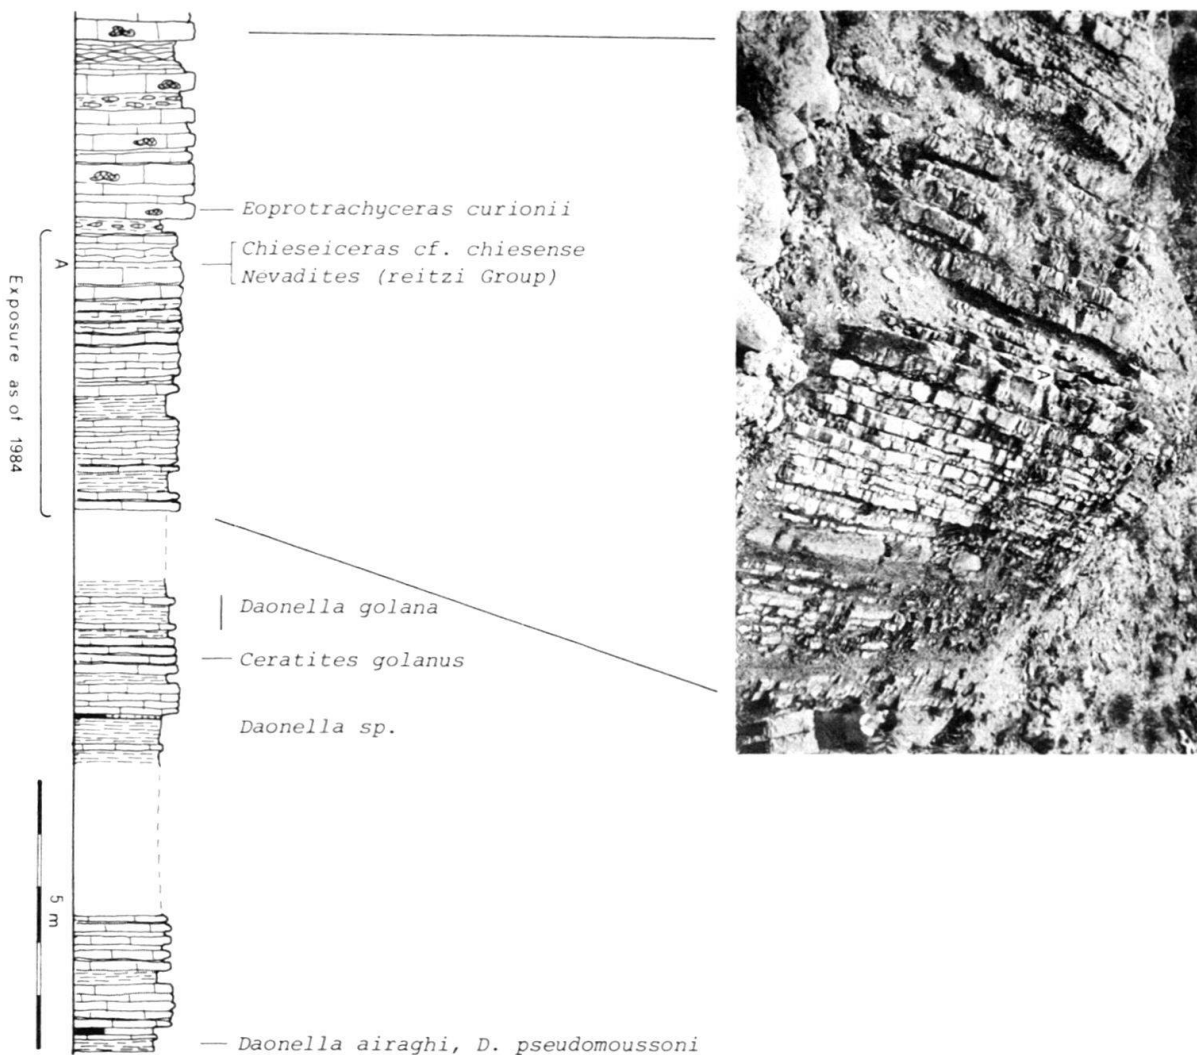 Eoprotrachyceras curionii
Chieseiceras cf. chiesense
Nevadites (reitzi Group)
A
Exposure as of 1984
A
Daonella golana
Ceratites golanus
Daonella sp.
5 m
Daonella airaghi, D. pseudomoussoni